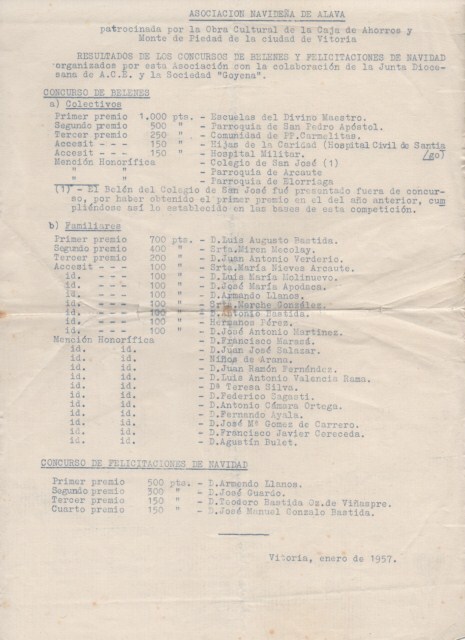 ASOCIACION NAVIDEÑA DE ALAVA
patrocinada por la Obra Cultural de la Caja de Ahorros y
Monte de Piedad de la ciudad de Vitoria
RESULTADOS DE LOS CONCURSOS DE BELENES Y FELICITACIONES DE NAVIDAD
organizados por esta Asociación con la colaboración de la Junta Dioce-
sana de A.C.E. y la Sociedad "Goyena".
CONCURSO DE BELENES
a) Colectivos
Primer premio 1,000 pts. - Escuelas del Divino Maestro.
Segundo premio 500 " - Parroquia de San Pedro Apóstol.
Tercer premio 250 " - Comunidad de PP.Carmelitas.
Accesit - - - 150 " - Hijas de la Caridad (Hospital Civil de Santia
/go)
Accesit - - - 150 " - Hospital Militar.
Mención Honorífica - Colegio de San José (1)
" " - Parroquia de Arcaute
" " - Parroquia de Elorriaga
(1) - El Belén del Colegio de San José fué presentado fuera de concur-
so, por haber obtenido el primer premio en el del año anterior, cum
pliéndose así lo establecido en las bases de esta competición.
b) Familiares
Primer premio 700 pts. - D.Luis Augusto Bastida.
Segundo premio 400 " - Srta.Miren Mecolay.
Tercer premio 200 " - D.Juan Antonio Verderio.
Accesit - - - 100 " - Srta.María Nieves Arcaute.
id. - - - 100 " - D.Luis María Molinuevo.
id. - - - 100 " - D.José María Apodaca.
id. - - - 100 " - D.Armando Llanos.
id. - - - 100 " - Srta.Marche Gonzáles.
id. - - - 100 " - D.Antonio Bastida.
id. - - - 100 " - Hermanos Pérez.
id. - - - 100 " - D.José Antonio Martinez.
Mención Honorífica - D.Francisco Marasá.
id. id. - D.Juan José Salazar.
id. id. - Niños de Arana.
id. id. - D.Juan Ramón Fernández.
id. id. - D.Luis Antonio Valencia Rama.
id. id. - Dª Teresa Silva.
id. id. - D.Federico Sagasti.
id. id. - D.Antonio Cámara Ortega.
id. id. - D.Fernando Ayala.
id. id. - D.José Mª Gomez de Carrero.
id. id. - D.Francisco Javier Cereceda.
id. id. - D.Agustín Bulet.
CONCURSO DE FELICITACIONES DE NAVIDAD
Primer premio 500 pts. - D.Armando Llanos.
Segundo premio 300 " - D.José Guardo.
Tercer premio 150 " - D.Teodoro Bastida Oz.de Viñaspre.
Cuarto premio 150 " - D.José Manuel Gonzalo Bastida.
Vitoria, enero de 1957.